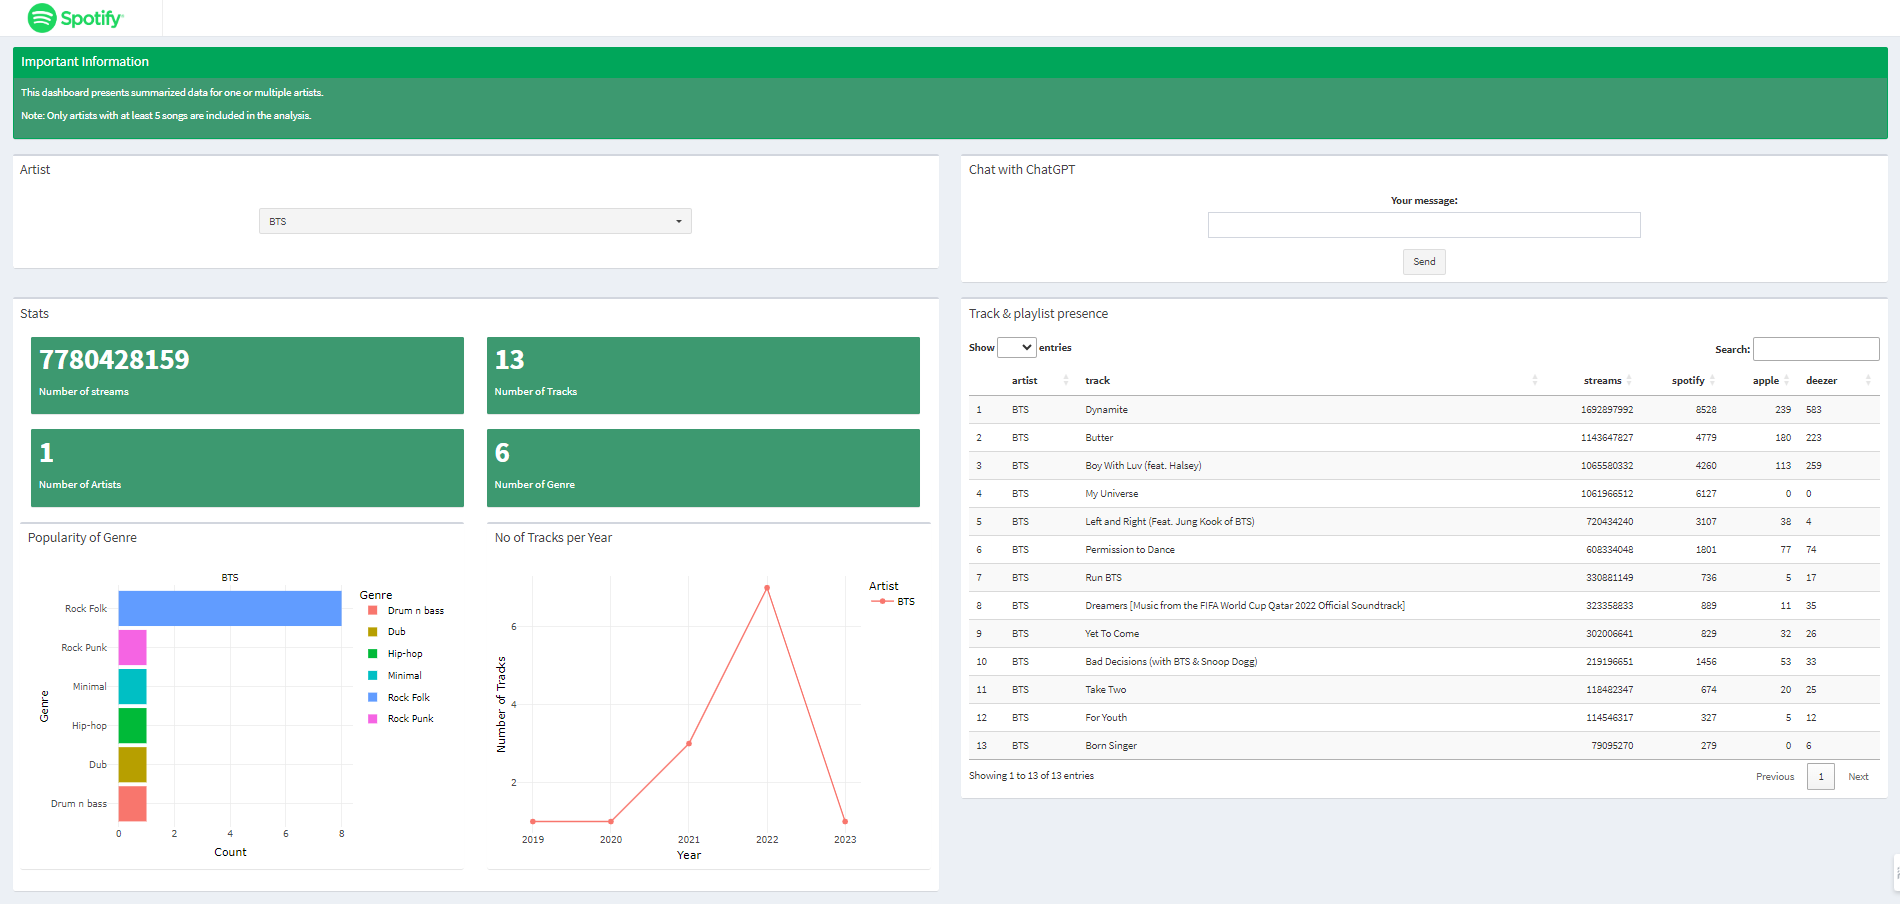 Spotify
Important Information
This dashboard presents summarized data for one or multiple artists.
Note: Only artists with at least 5 songs are included in the analysis.
Artist
BTS
Chat with ChatGPT
Your message:
Send
Stats
7780428159
Number of streams
13
Number of Tracks
1
Number of Artists
6
Number of Genre
Popularity of Genre
BTS
Genre
Rock Folk
Rock Punk
Minimal
Hip-hop
Dub
Drum n bass
0 2 4 6 8
Count
Genre
Drum n bass
Dub
Hip-hop
Minimal
Rock Folk
Rock Punk
No of Tracks per Year
Number of Tracks
6
4
2
2019 2020 2021 2022 2023
Year
Artist
BTS
Track & playlist presence
Show entries
Search:
artist track streams spotify apple deezer
1 BTS Dynamite 1692897992 8528 239 583
2 BTS Butter 1143647827 4779 180 223
3 BTS Boy With Luv (feat. Halsey) 1065580332 4260 113 259
4 BTS My Universe 1061966512 6127 0 0
5 BTS Left and Right (Feat. Jung Kook of BTS) 720434240 3107 38 4
6 BTS Permission to Dance 608334048 1801 77 74
7 BTS Run BTS 330881149 736 5 17
8 BTS Dreamers [Music from the FIFA World Cup Qatar 2022 Official Soundtrack] 323358833 889 11 35
9 BTS Yet To Come 302006641 829 32 26
10 BTS Bad Decisions (with BTS & Snoop Dogg) 219196651 1456 53 33
11 BTS Take Two 118482347 674 20 25
12 BTS For Youth 114546317 327 5 12
13 BTS Born Singer 79095270 279 0 6
Showing 1 to 13 of 13 entries
Previous 1 Next